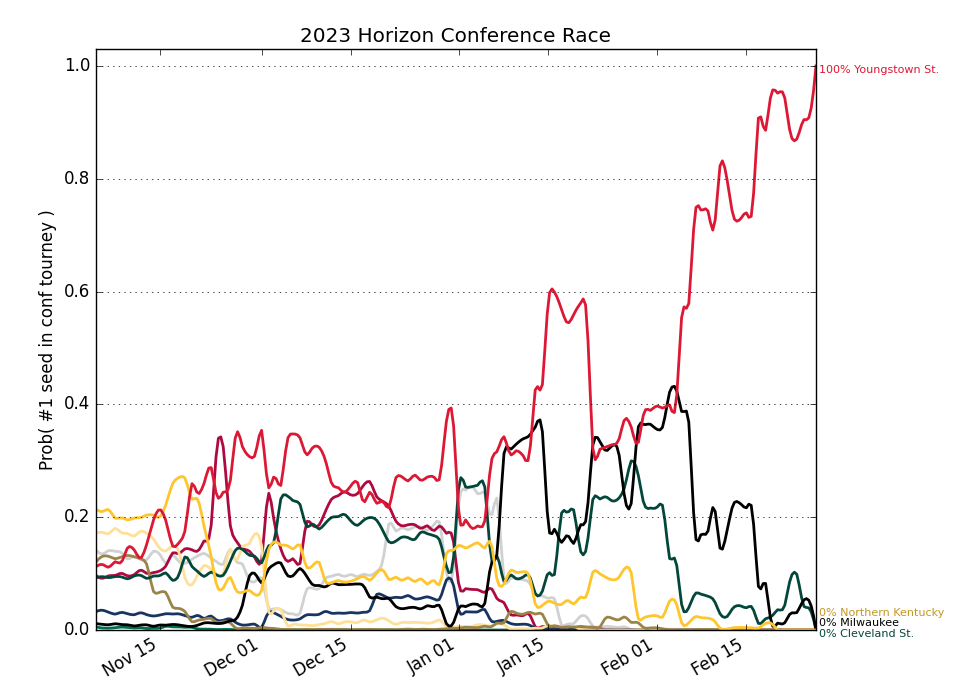 2023 Horizon Conference Race
Prob( #1 seed in conf tourney )
1.0
0.8
0.6
0.4
0.2
0.0
Nov 15
Dec 01
Dec 15
Jan 01
Jan 15
Feb 01
Feb 15
100% Youngstown St.
0% Northern Kentucky
0% Milwaukee
0% Cleveland St.